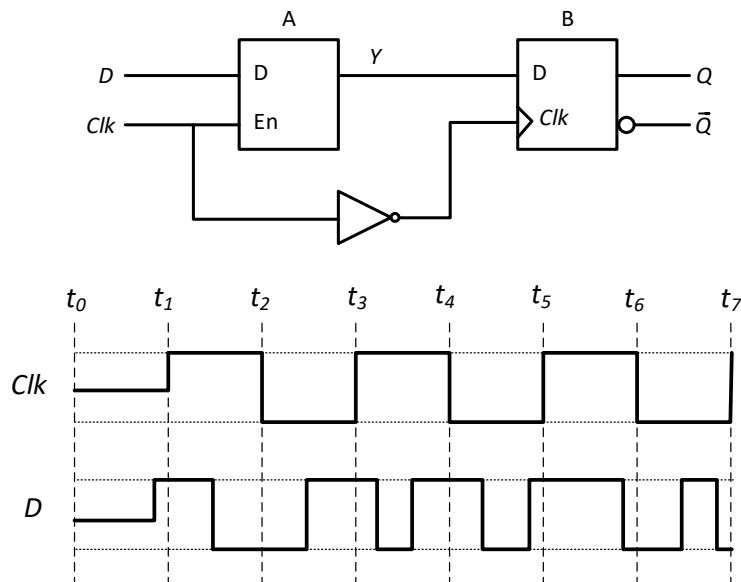 A B
D D Y D Q
Clk En Clk Q̄
t₀ t₁ t₂ t₃ t₄ t₅ t₆ t₇
Clk
D